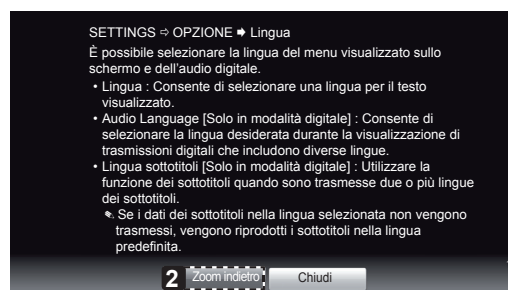 SETTINGS ⇨ OPZIONE ➡ Lingua
È possibile selezionare la lingua del menu visualizzato sullo
schermo e dell'audio digitale.
• Lingua : Consente di selezionare una lingua per il testo
visualizzato.
• Audio Language [Solo in modalità digitale] : Consente di
selezionare la lingua desiderata durante la visualizzazione di
trasmissioni digitali che includono diverse lingue.
• Lingua sottotitoli [Solo in modalità digitale] : Utilizzare la
funzione dei sottotitoli quando sono trasmesse due o più lingue
dei sottotitoli.
✎ Se i dati dei sottotitoli nella lingua selezionata non vengono
trasmessi, vengono riprodotti i sottotitoli nella lingua
predefinita.
2 Zoom indietro Chiudi